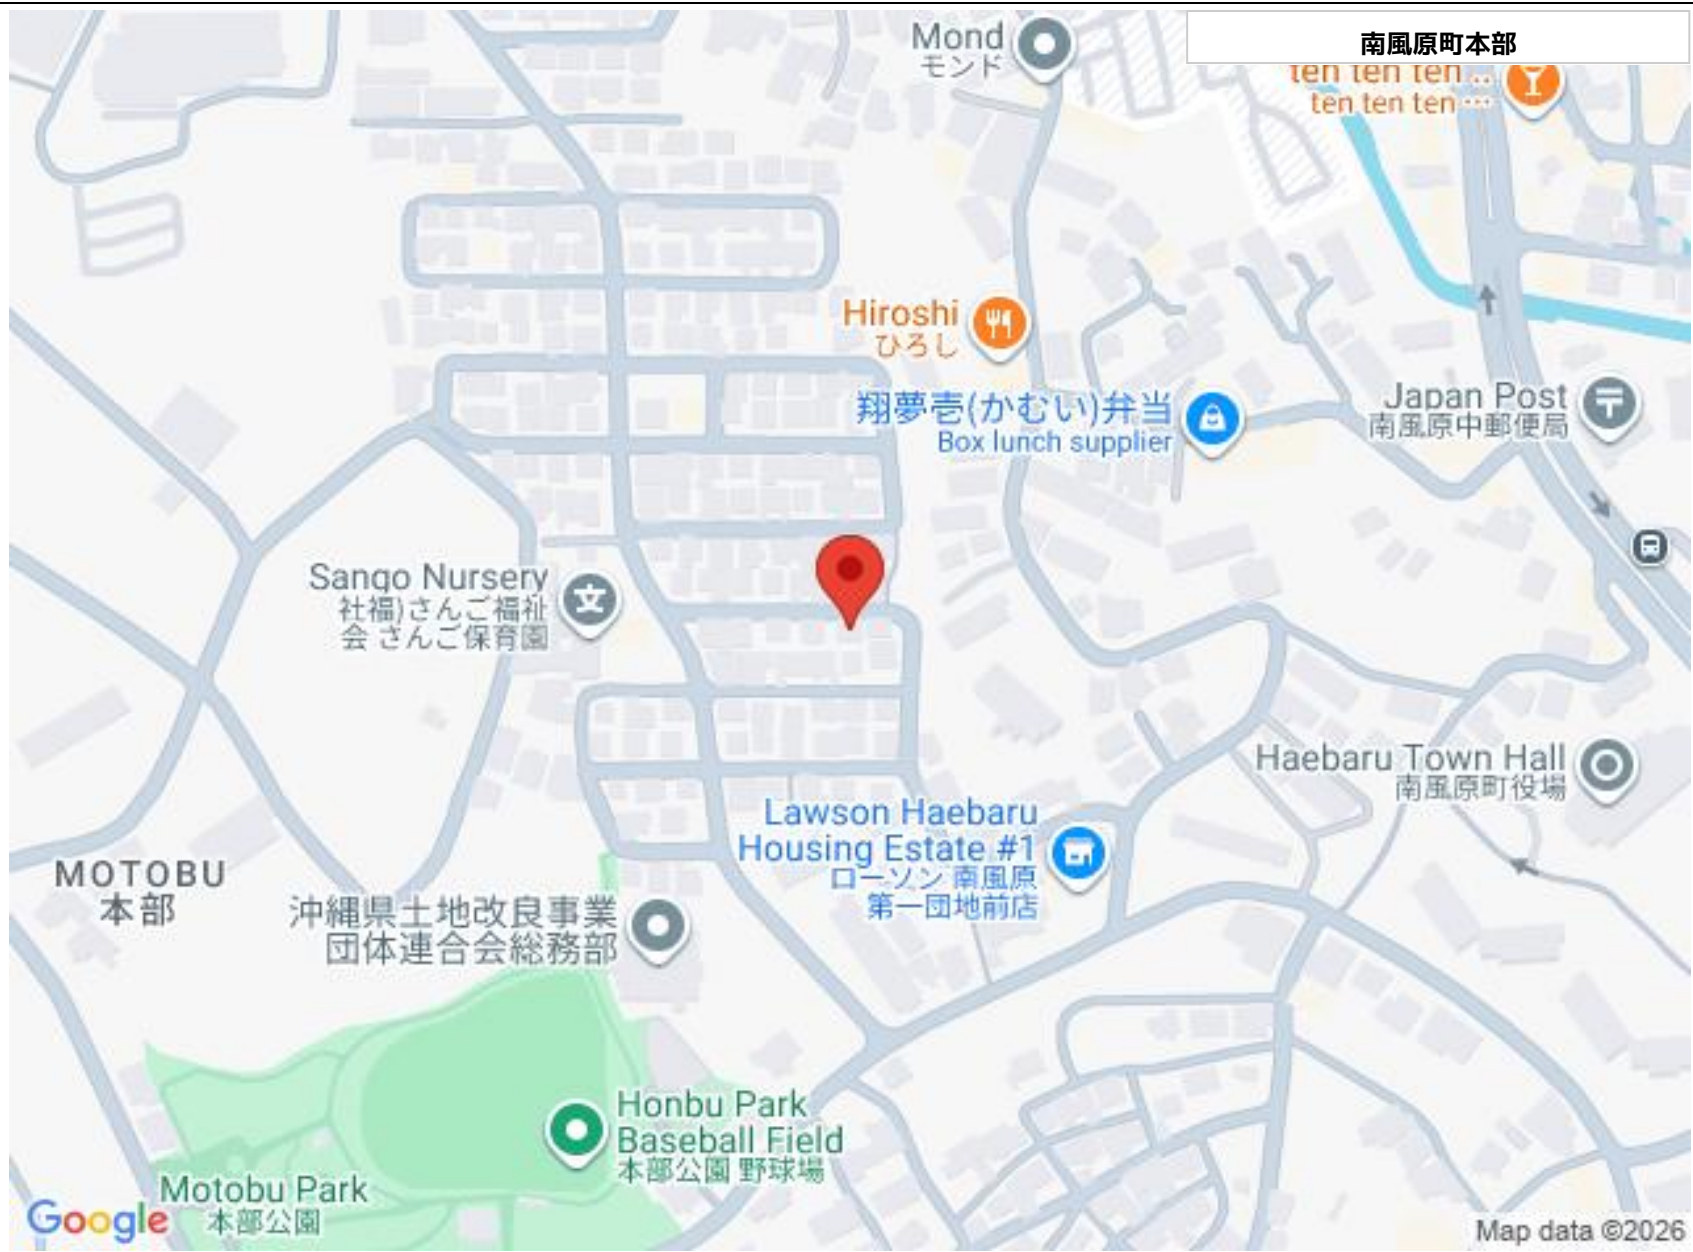 Mond
モンド
南風原町本部
ten ten ten ..
ten ten ten …
Hiroshi
ひろし
翔夢壱(かむい)弁当
Box lunch supplier
Japan Post
南風原中郵便局
Sango Nursery
社福)さんご福祉
会 さんご保育園
Haebaru Town Hall
南風原町役場
Lawson Haebaru
Housing Estate #1
ローソン 南風原
第一団地前店
MOTOBU
本部
沖縄県土地改良事業
団体連合会総務部
Honbu Park
Baseball Field
本部公園 野球場
Motobu Park
本部公園
Google
Map data ©2026